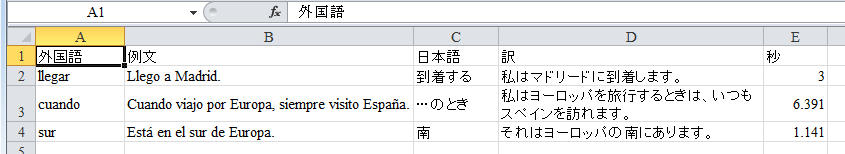 A1 fx 外国語
A B C D E
1 外国語 例文 日本語 訳 秒
2 llegar Llego a Madrid. 到着する 私はマドリードに到着します。 3
3 cuando Cuando viajo por Europa, siempre visito España. …のとき 私はヨーロッパを旅行するときは、いつも
スペインを訪れます。 6.391
4 sur Está en el sur de Europa. 南 それはヨーロッパの南にあります。 1.141
5